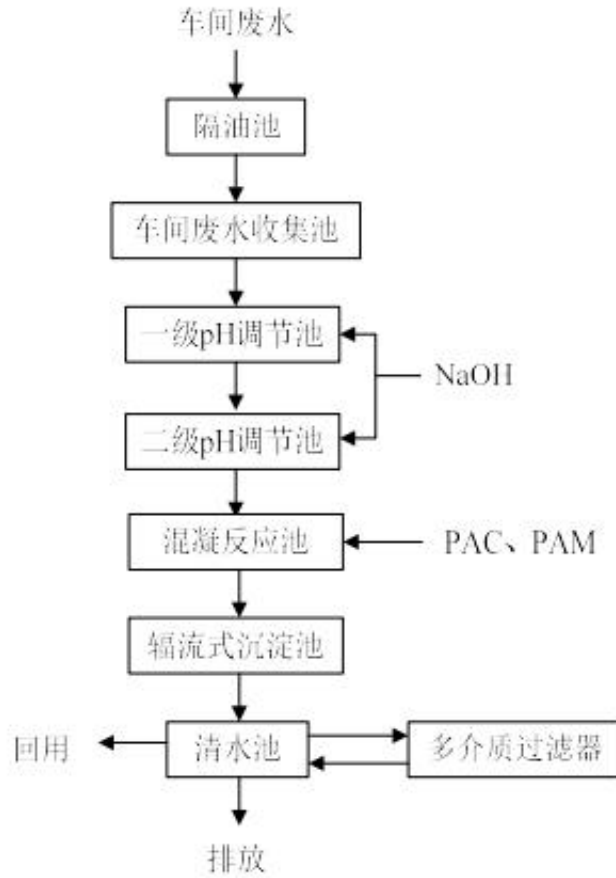 车间废水
隔油池
车间废水收集池
一级pH调节池
NaOH
二级pH调节池
混凝反应池
PAC、PAM
辐流式沉淀池
回用
清水池
多介质过滤器
排放